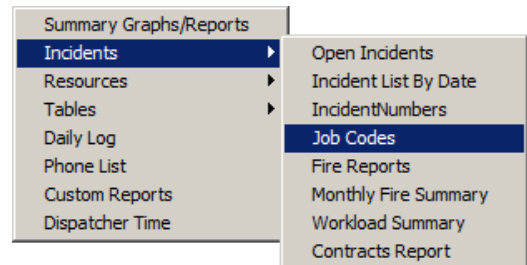 Summary Graphs/Reports
Incidents
Resources
Tables
Daily Log
Phone List
Custom Reports
Dispatcher Time
Open Incidents
Incident List By Date
IncidentNumbers
Job Codes
Fire Reports
Monthly Fire Summary
Workload Summary
Contracts Report